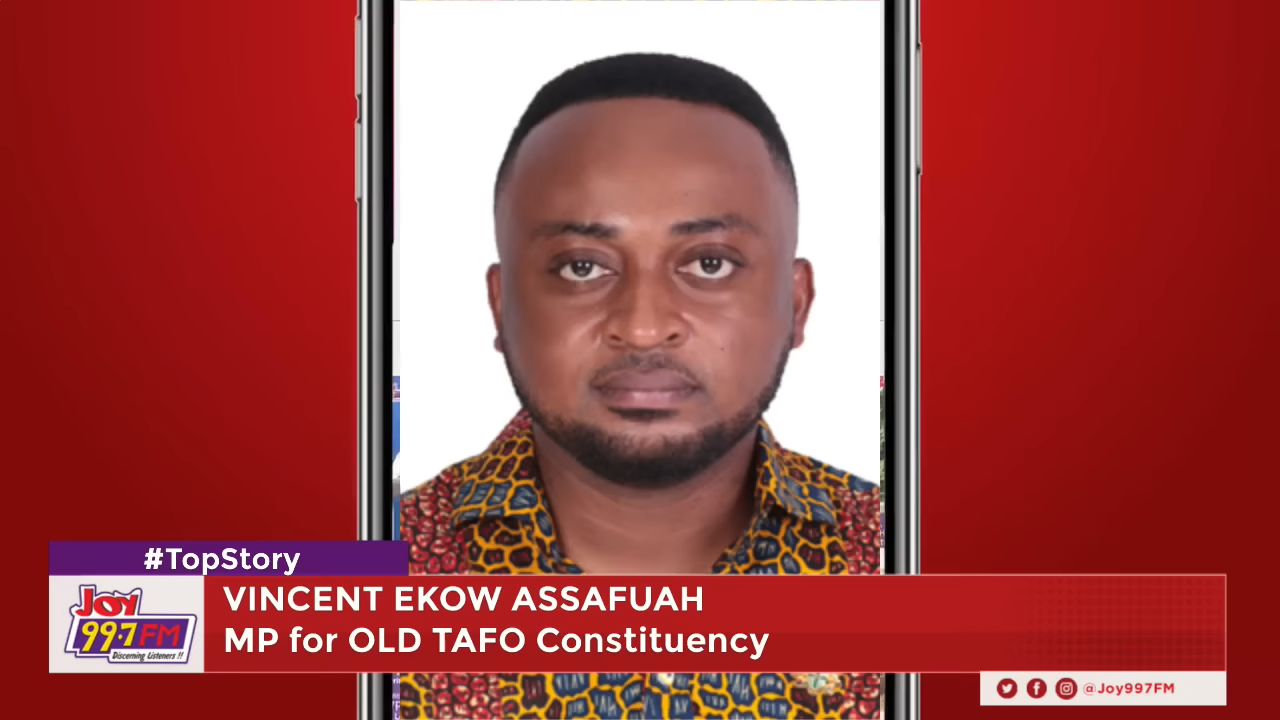 #TopStory
JOY
99.7FM
Discerning Listeners !!
VINCENT EKOW ASSAFUAH
MP for OLD TAFO Constituency
@Joy997FM